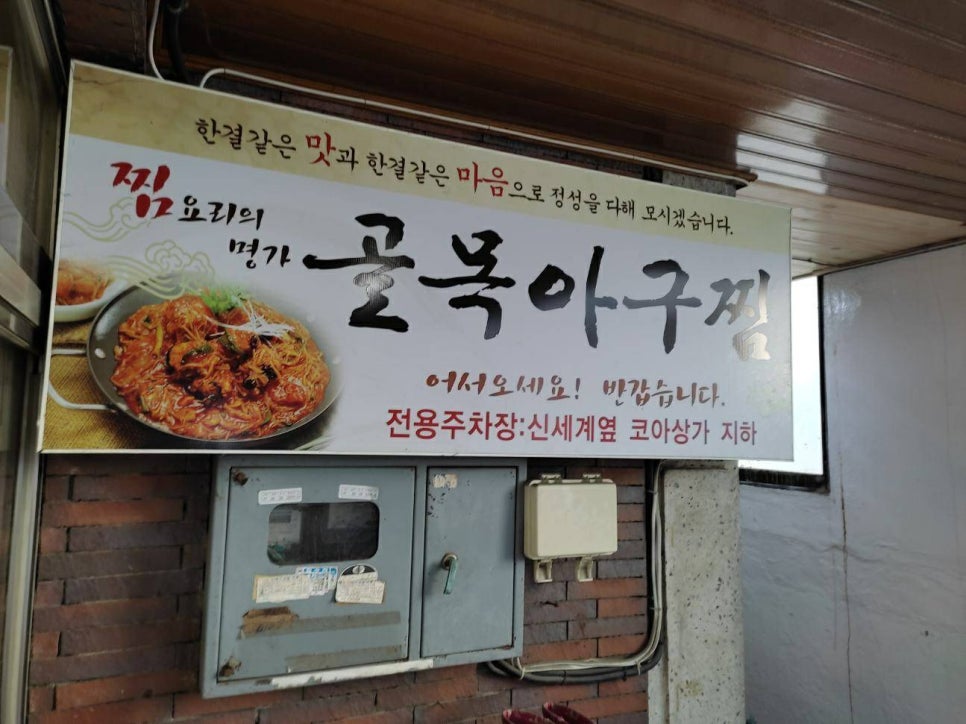 한결같은 맛과 한결같은 마음으로 정성을 다해 모시겠습니다.
찜요리의
명가
골목아구찜
어서오세요! 반갑습니다.
전용주차장:신세계옆 코아상가 지하